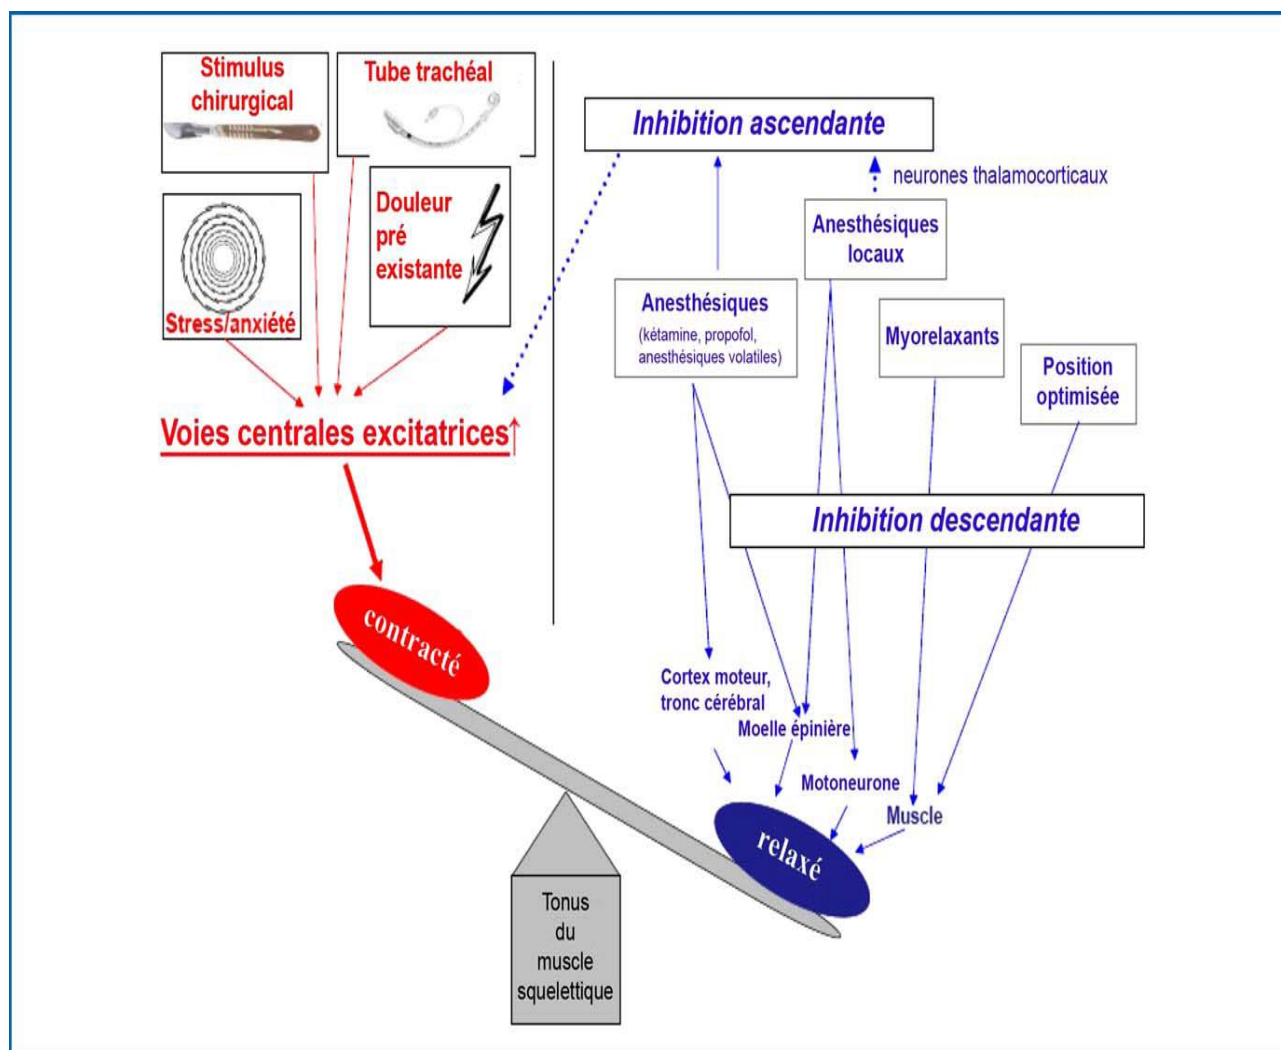 Stimulus
chirurgical
Tube trachéal
Douleur
pré
existante
Stress/anxiété
Voies centrales excitatrices↑
contracté
Inhibition ascendante
neurones thalamocorticaux
Anesthésiques
locaux
Anesthésiques
(kétamine, propofol,
anesthésiques volatiles)
Myorelaxants
Position
optimisée
Inhibition descendante
Cortex moteur,
tronc cérébral
Moelle épinière
Motoneurone
Muscle
relaxé
Tonus
du
muscle
squelettique